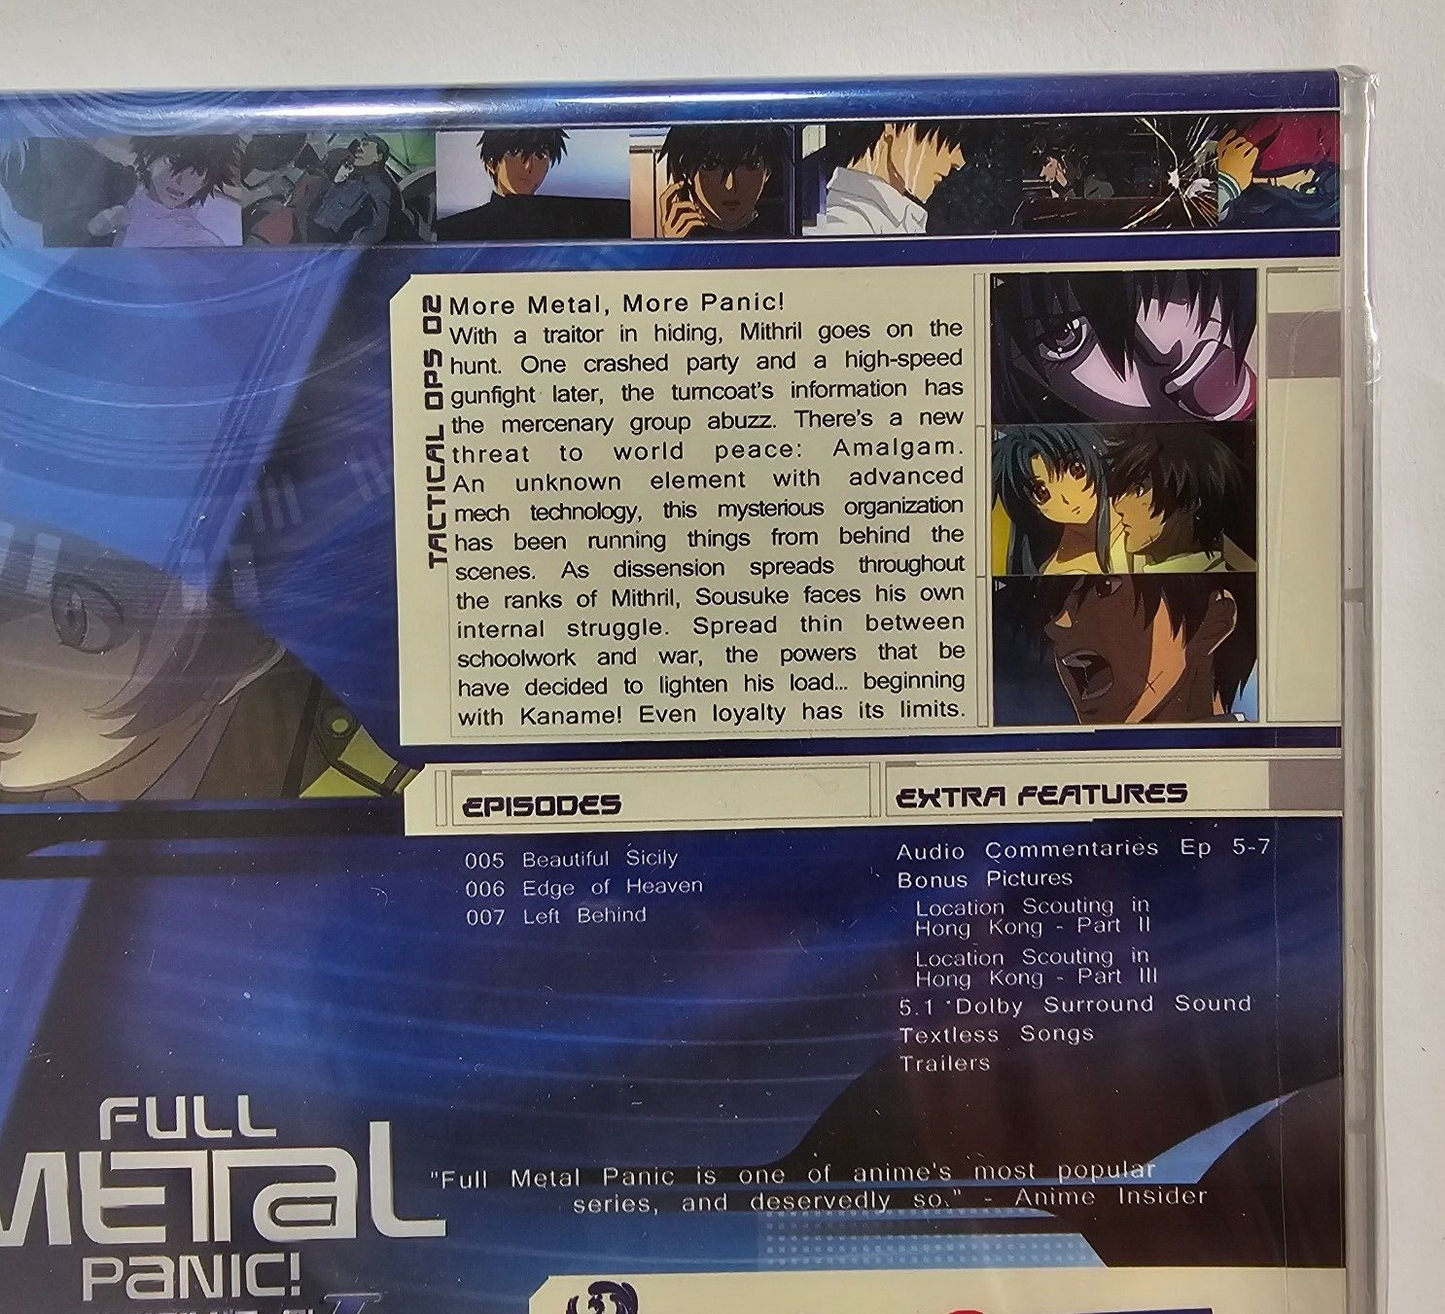 TACTICAL OPS 02
More Metal, More Panic!
With a traitor in hiding, Mithril goes on the
hunt. One crashed party and a high-speed
gunfight later, the turncoat's information has
the mercenary group abuzz. There's a new
threat to world peace: Amalgam.
An unknown element with advanced
mech technology, this mysterious organization
has been running things from behind the
scenes. As dissension spreads throughout
the ranks of Mithril, Sousuke faces his own
internal struggle. Spread thin between
schoolwork and war, the powers that be
have decided to lighten his load... beginning
with Kaname! Even loyalty has its limits.
EPISODES
005 Beautiful Sicily
006 Edge of Heaven
007 Left Behind
EXTRA FEATURES
Audio Commentaries Ep 5-7
Bonus Pictures
Location Scouting in
Hong Kong - Part II
Location Scouting in
Hong Kong - Part III
5.1 Dolby Surround Sound
Textless Songs
Trailers
FULL
METAL
PANIC!
"Full Metal Panic is one of anime's most popular
series, and deservedly so." - Anime Insider